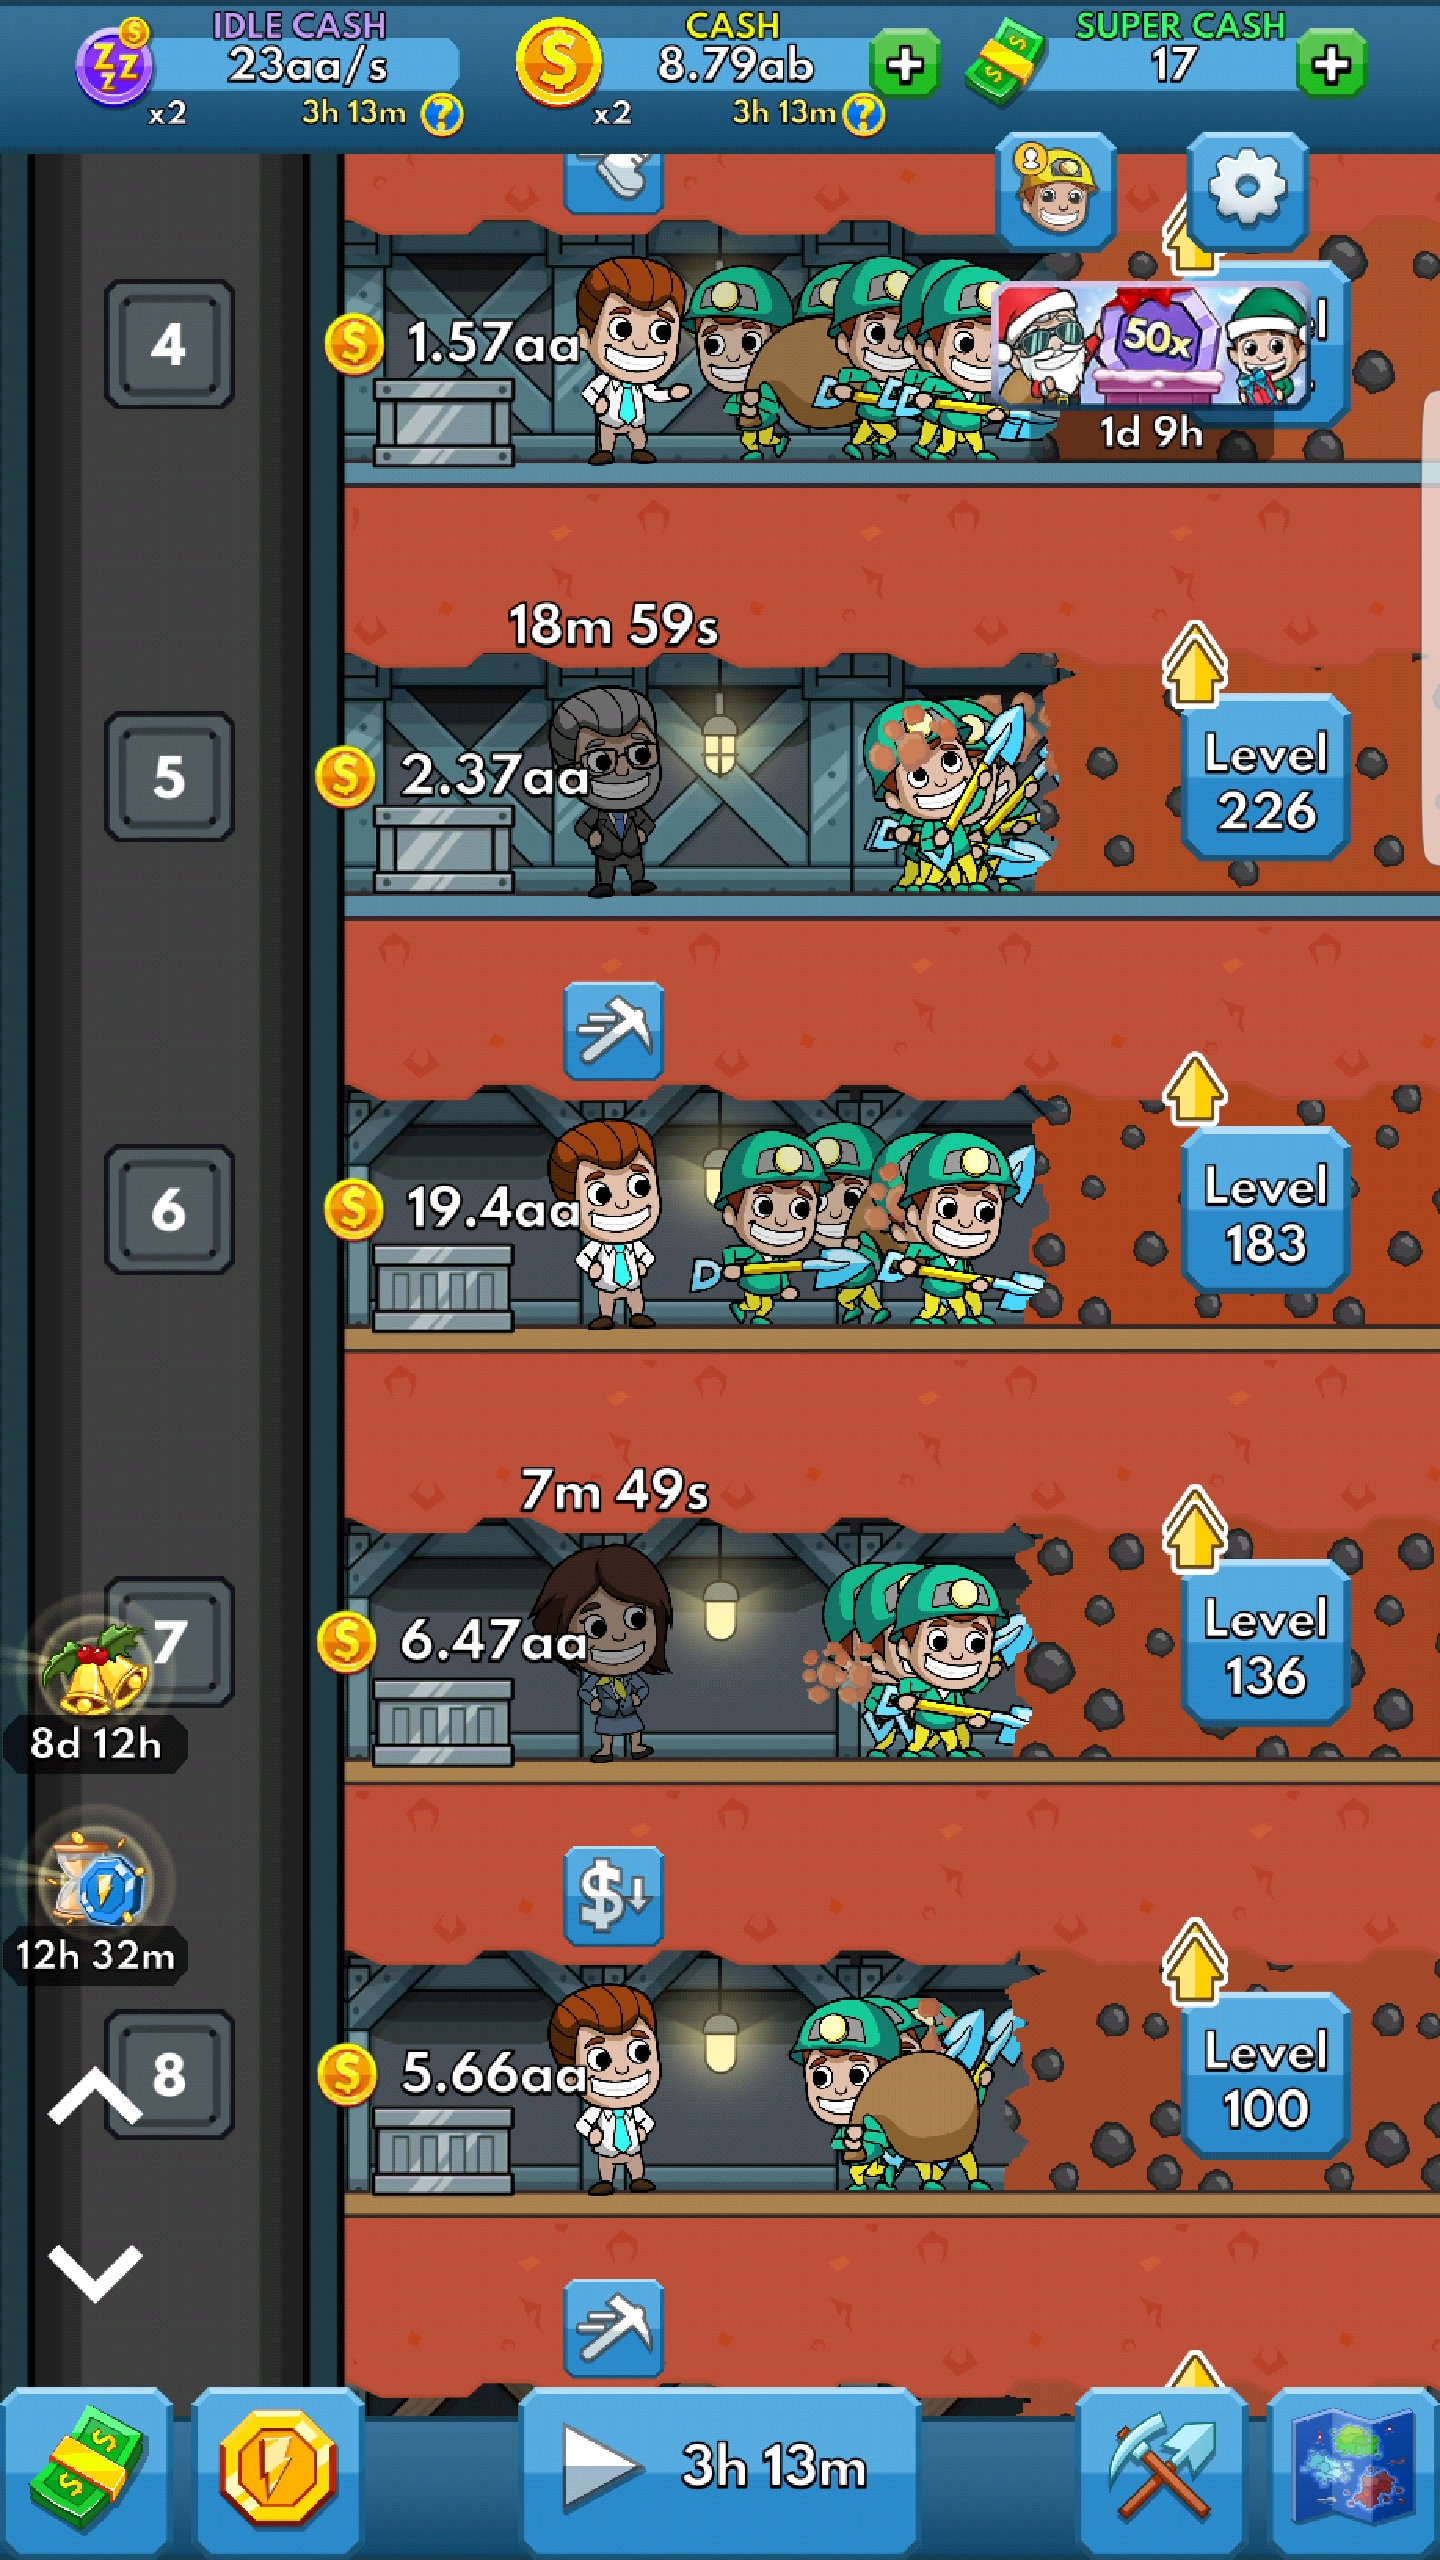 IDLE CASH
23aa/s
x2
3h 13m
?
CASH
8.79ab
x2
3h 13m
?
SUPER CASH
17
4
1.57aa
50x
1d 9h
18m 59s
5
2.37aa
Level
226
6
19.4aa
Level
183
7m 49s
7
6.47aa
Level
136
8d 12h
12h 32m
8
5.66aa
Level
100
3h 13m